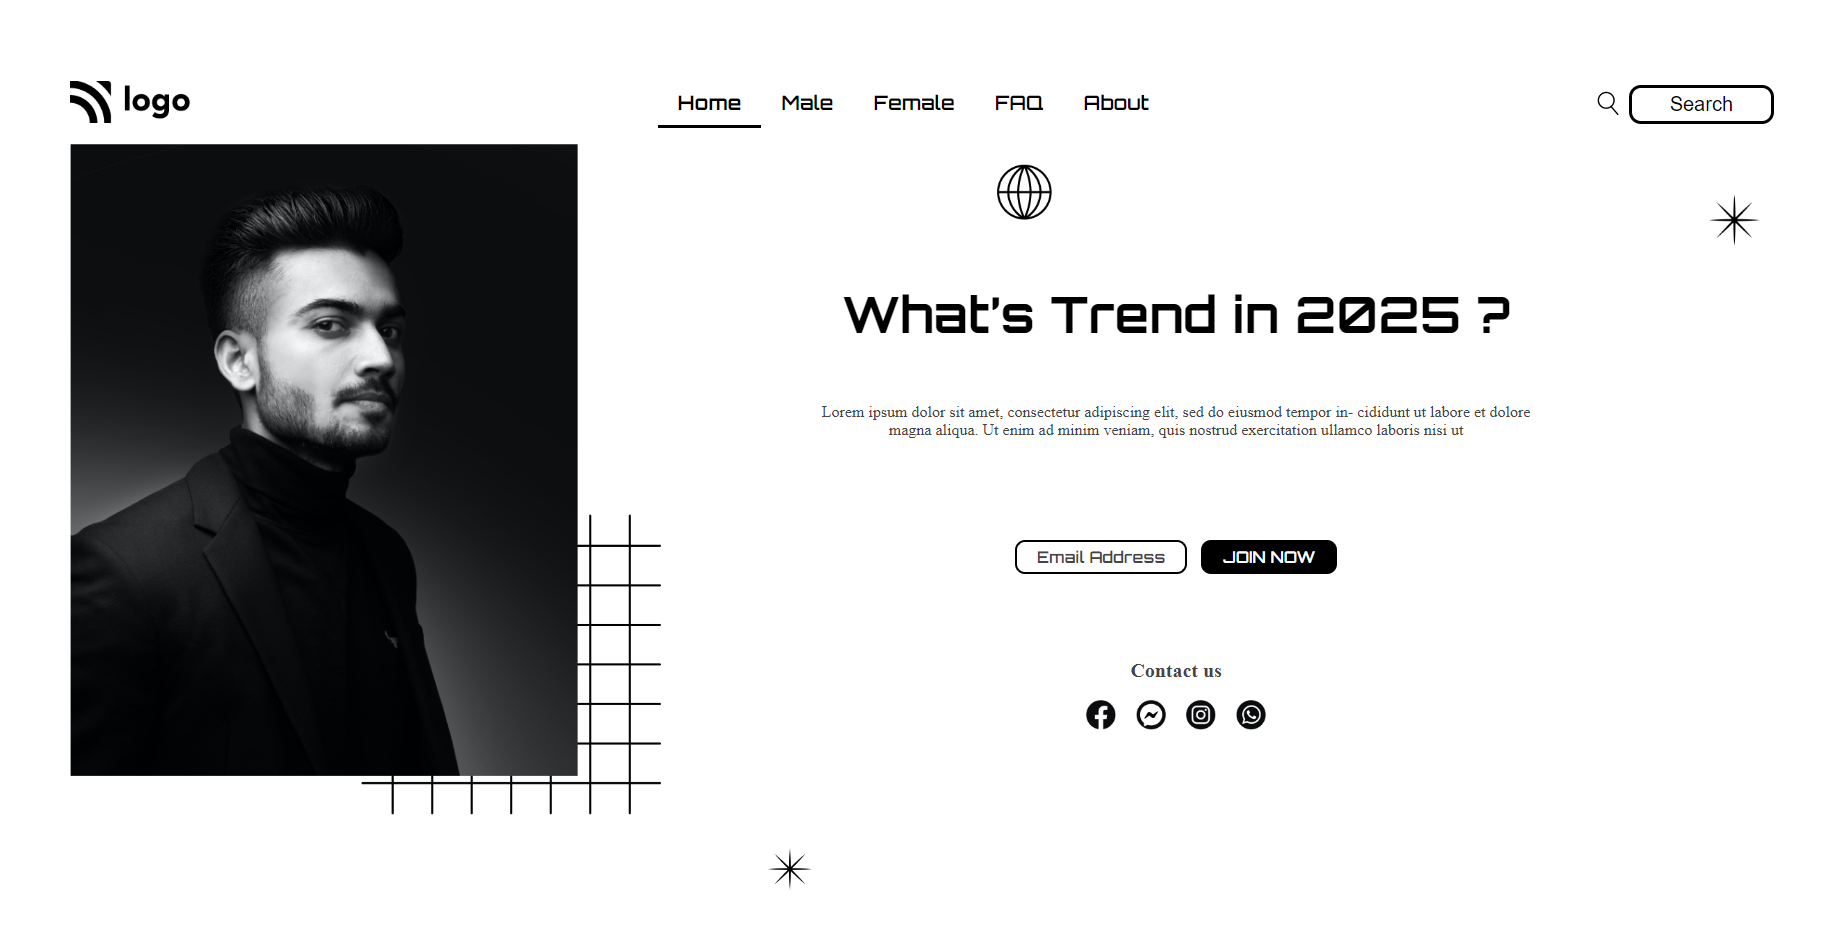 logo
Home Male Female FAQ About
Search
What's Trend in 2025 ?
Lorem ipsum dolor sit amet, consectetur adipiscing elit, sed do eiusmod tempor in- cididunt ut labore et dolore
magna aliqua. Ut enim ad minim veniam, quis nostrud exercitation ullamco laboris nisi ut
Email Address JOIN NOW
Contact us